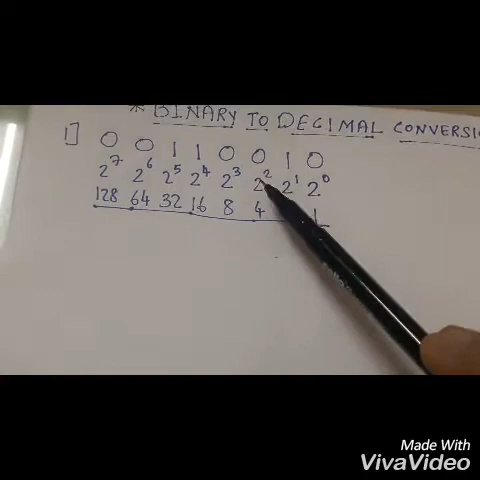 * BINARY TO DECIMAL CONVERSI
1] 0 0 1 1 0 0 1 0
2⁷ 2⁶ 2⁵ 2⁴ 2³ 2² 2¹ 2⁰
128 64 32 16 8 4 1
Made With
VivaVideo